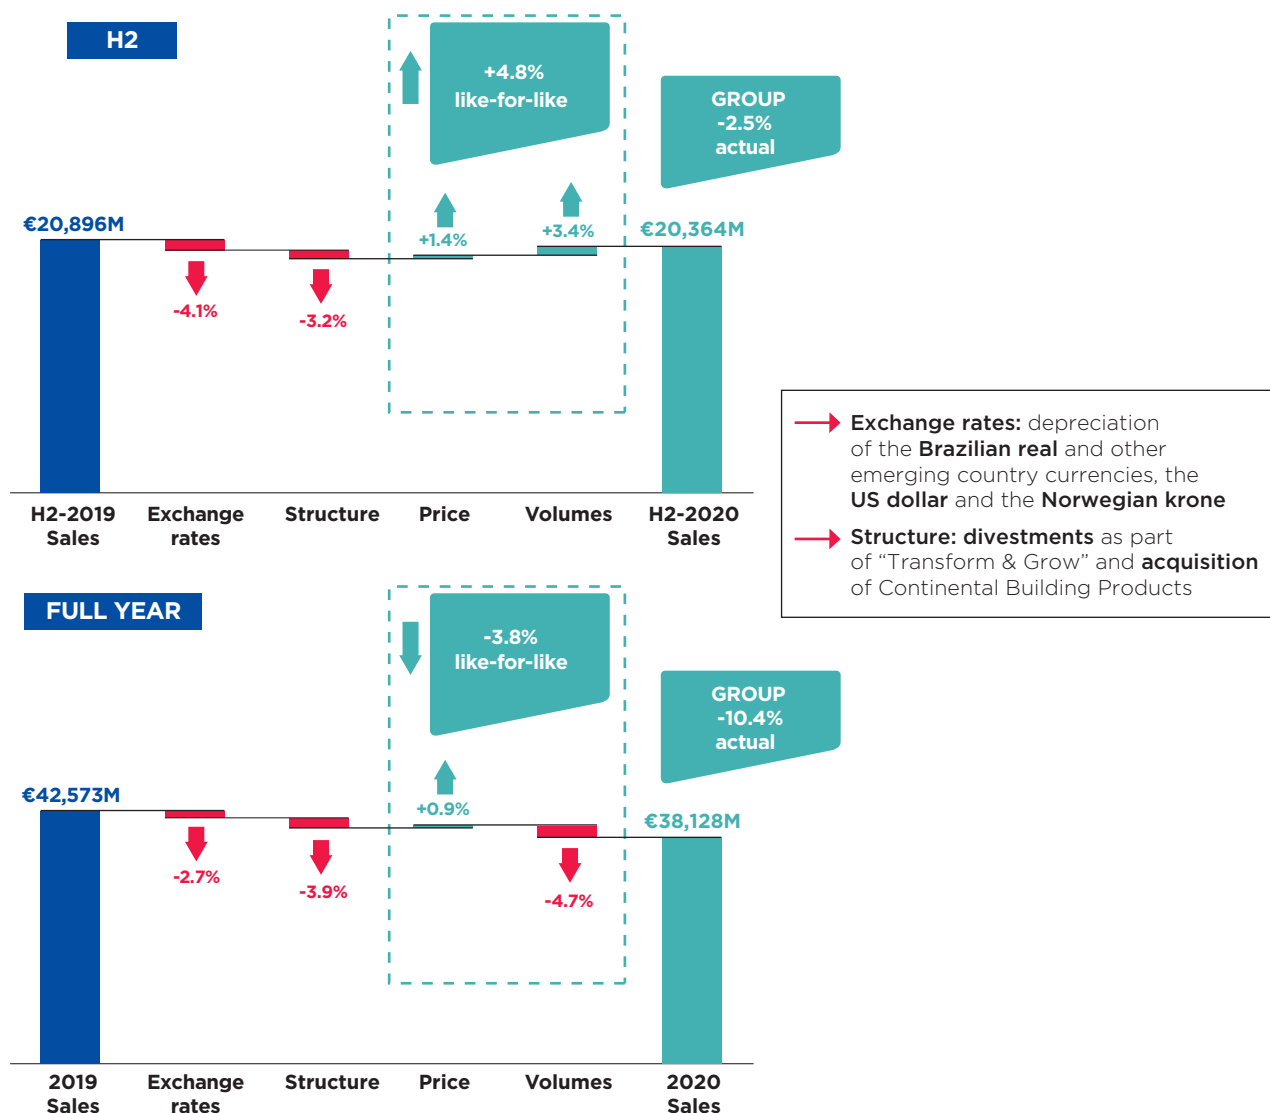 H2
+4.8%
like-for-like
GROUP
-2.5%
actual
€20,896M
+1.4%
+3.4%
€20,364M
-4.1%
-3.2%
H2-2019
Sales
Exchange
rates
Structure
Price
Volumes
H2-2020
Sales
Exchange rates: depreciation
of the Brazilian real and other
emerging country currencies, the
US dollar and the Norwegian krone
Structure: divestments as part
of “Transform & Grow” and acquisition
of Continental Building Products
FULL YEAR
-3.8%
like-for-like
GROUP
-10.4%
actual
€42,573M
+0.9%
€38,128M
-2.7%
-3.9%
-4.7%
2019
Sales
Exchange
rates
Structure
Price
Volumes
2020
Sales